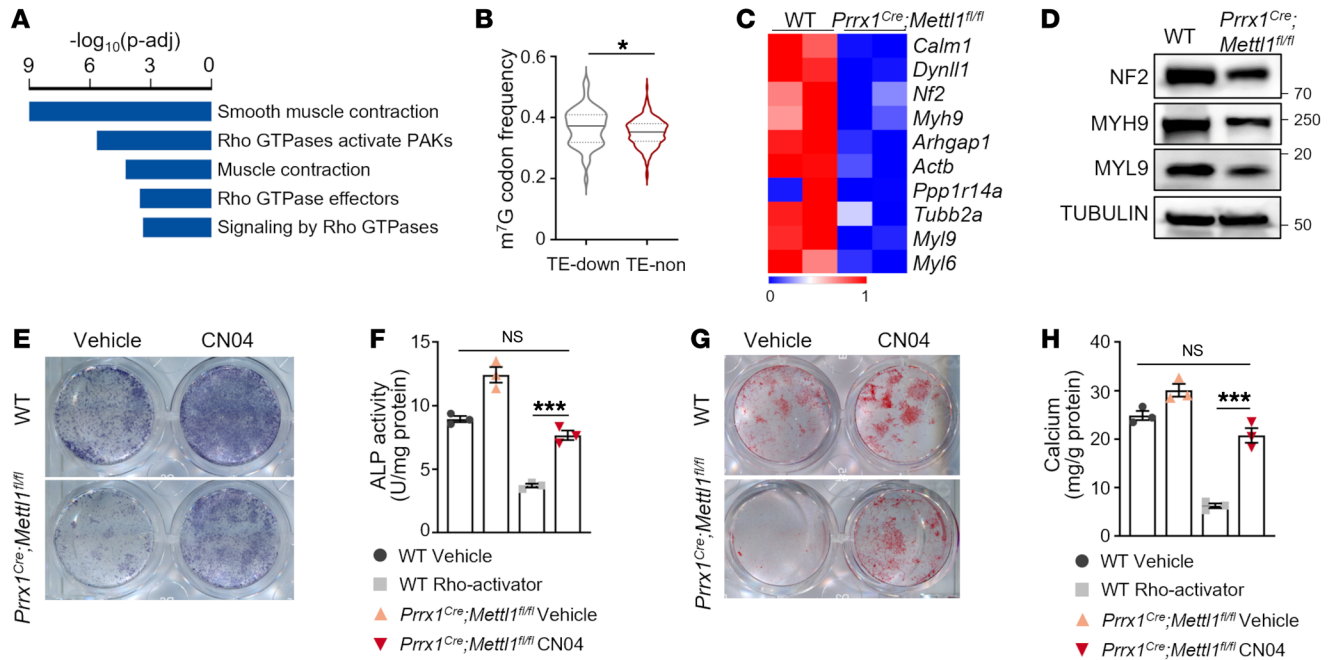 A
-log10(p-adj)
9 6 3 0
Smooth muscle contraction
Rho GTPases activate PAKs
Muscle contraction
Rho GTPase effectors
Signaling by Rho GTPases
B
m⁷G codon frequency
0.6
0.4
0.2
0
*
TE-down TE-non
C
WT Prrx1Cre;Mettl1fl/fl
Calm1
Dynll1
Nf2
Myh9
Arhgap1
Actb
Ppp1r14a
Tubb2a
Myl9
Myl6
0 1
D
WT Prrx1Cre;
Mettl1fl/fl
NF2
70
MYH9
250
MYL9
20
TUBULIN
50
E
Vehicle CN04
WT
Prrx1Cre;Mettl1fl/fl
F
ALP activity
(U/mg protein)
15
10
5
0
NS
***
WT Vehicle
WT Rho-activator
Prrx1Cre;Mettl1fl/fl Vehicle
Prrx1Cre;Mettl1fl/fl CN04
G
Vehicle CN04
WT
Prrx1Cre;Mettl1fl/fl
H
Calcium
(mg/g protein)
40
30
20
10
0
NS
***
WT Vehicle
WT Rho-activator
Prrx1Cre;Mettl1fl/fl Vehicle
Prrx1Cre;Mettl1fl/fl CN04